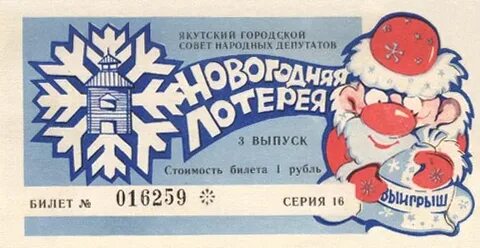 ЯКУТСКИЙ ГОРОДСКОЙ
СОВЕТ НАРОДНЫХ ДЕПУТАТОВ
НОВОГОДНЯЯ
ЛОТЕРЕЯ
3 ВЫПУСК
Стоимость билета 1 рубль
БИЛЕТ № 016259 СЕРИЯ 16
ВЫИГРЫШ